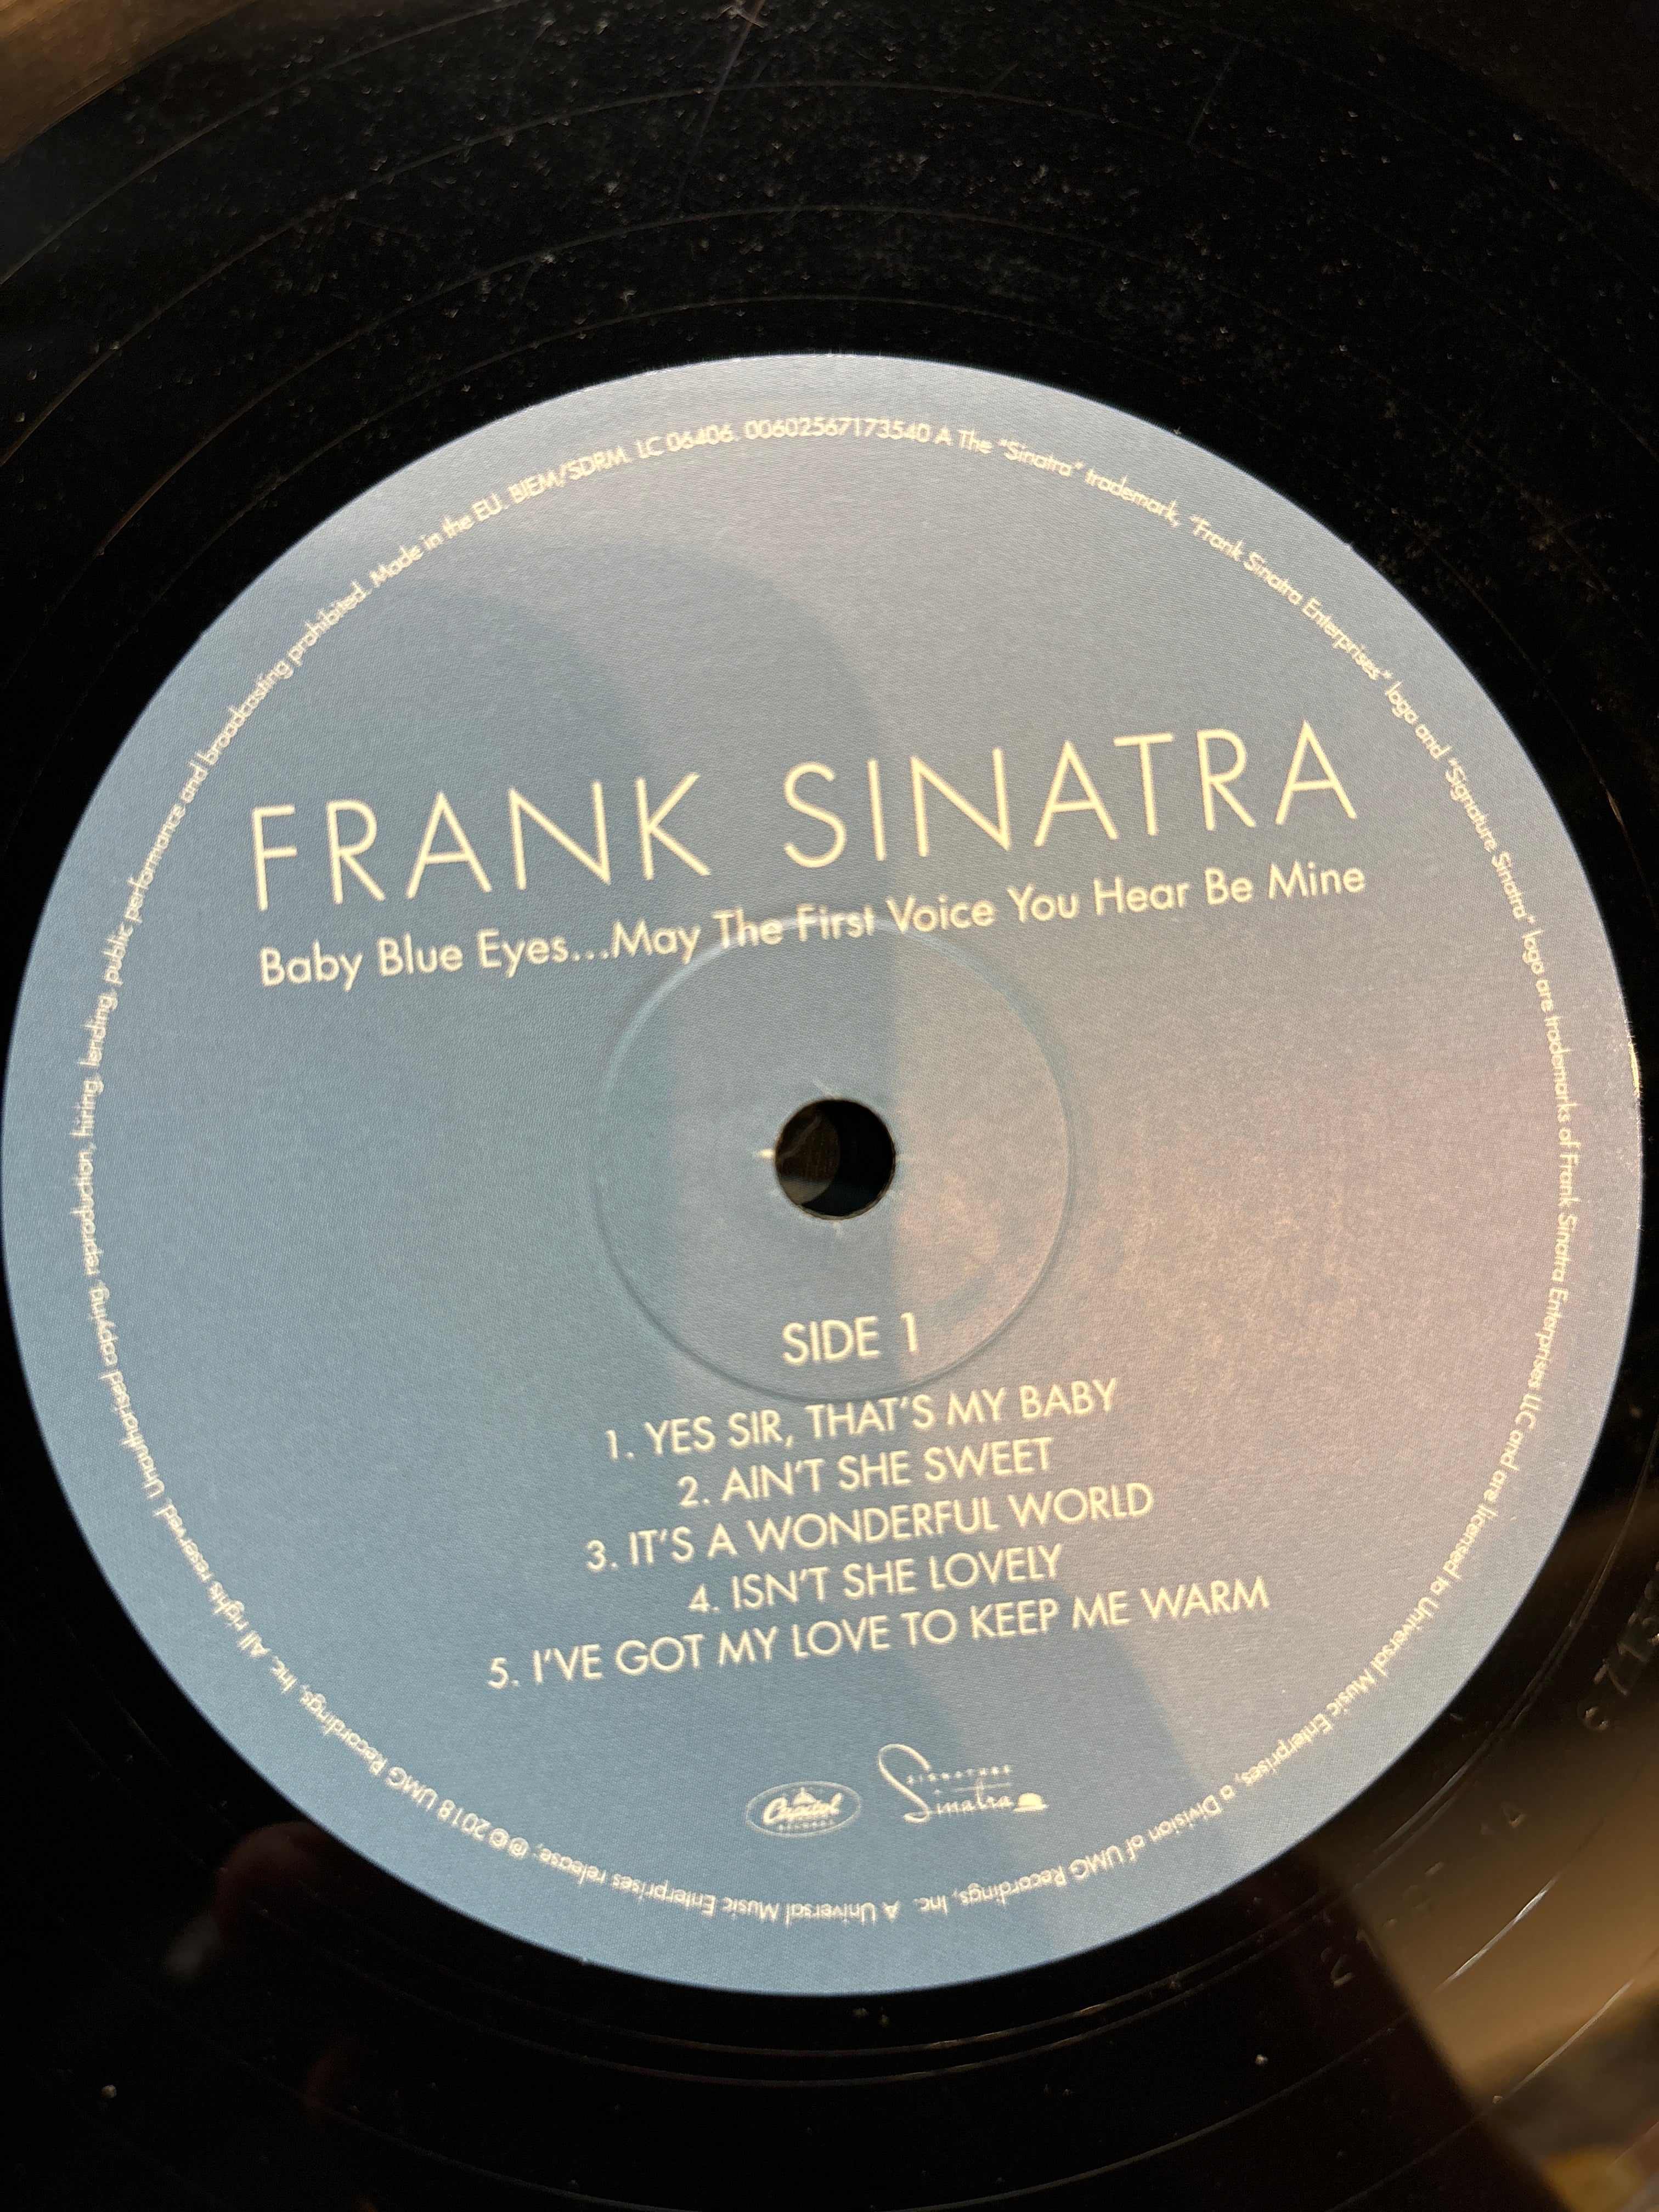 FRANK SINATRA
Baby Blue Eyes...May The First Voice You Hear Be Mine
SIDE 1
1. YES SIR, THAT'S MY BABY
2. AIN'T SHE SWEET
3. IT'S A WONDERFUL WORLD
4. ISN'T SHE LOVELY
5. I'VE GOT MY LOVE TO KEEP ME WARM
Capitol
RECORDS
SIGNATURE
Sinatra
The "Sinatra" trademark, "Frank Sinatra Enterprises" logo and "Signature Sinatra" logo are trademarks of Frank Sinatra Enterprises LLC and are licensed to Universal Music Enterprises, a Division of UMG Recordings, Inc. A Universal Music Enterprises release; ℗ © 2018 UMG Recordings, Inc. All rights reserved. Unauthorised copying, reproduction, hiring, lending, public performance and broadcasting prohibited. Made in the EU. BIEM/SDRM. LC 06406. 00602567173540 A